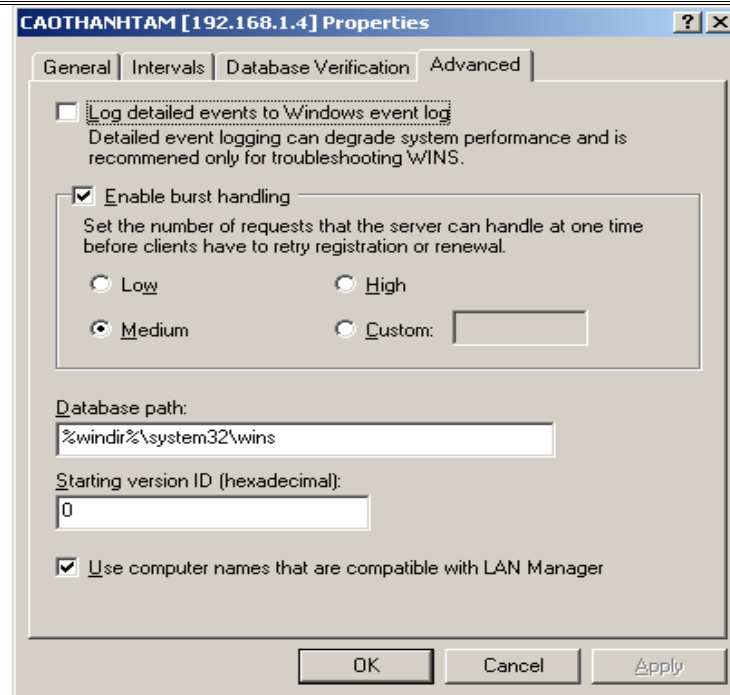 CAOTHANHTAM [192.168.1.4] Properties
General
Intervals
Database Verification
Advanced
Log detailed events to Windows event log
Detailed event logging can degrade system performance and is
recommened only for troubleshooting WINS.
Enable burst handling
Set the number of requests that the server can handle at one time
before clients have to retry registration or renewal.
Low
High
Medium
Custom:
Database path:
%windir%\system32\wins
Starting version ID (hexadecimal):
0
Use computer names that are compatible with LAN Manager
OK
Cancel
Apply